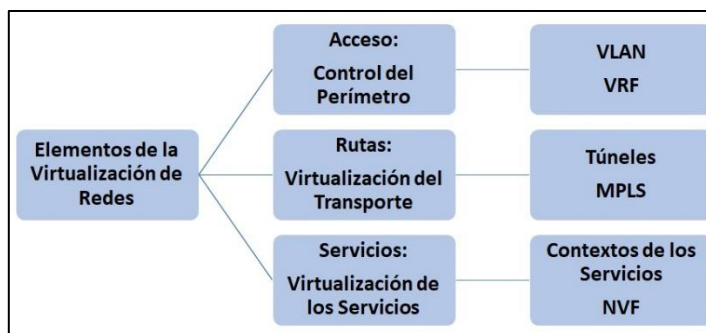 Acceso:
Control del
Perímetro
VLAN
VRF
Elementos de la
Virtualización de
Redes
Rutas:
Virtualización del
Transporte
Túneles
MPLS
Servicios:
Virtualización de
los Servicios
Contextos de los
Servicios
NVF